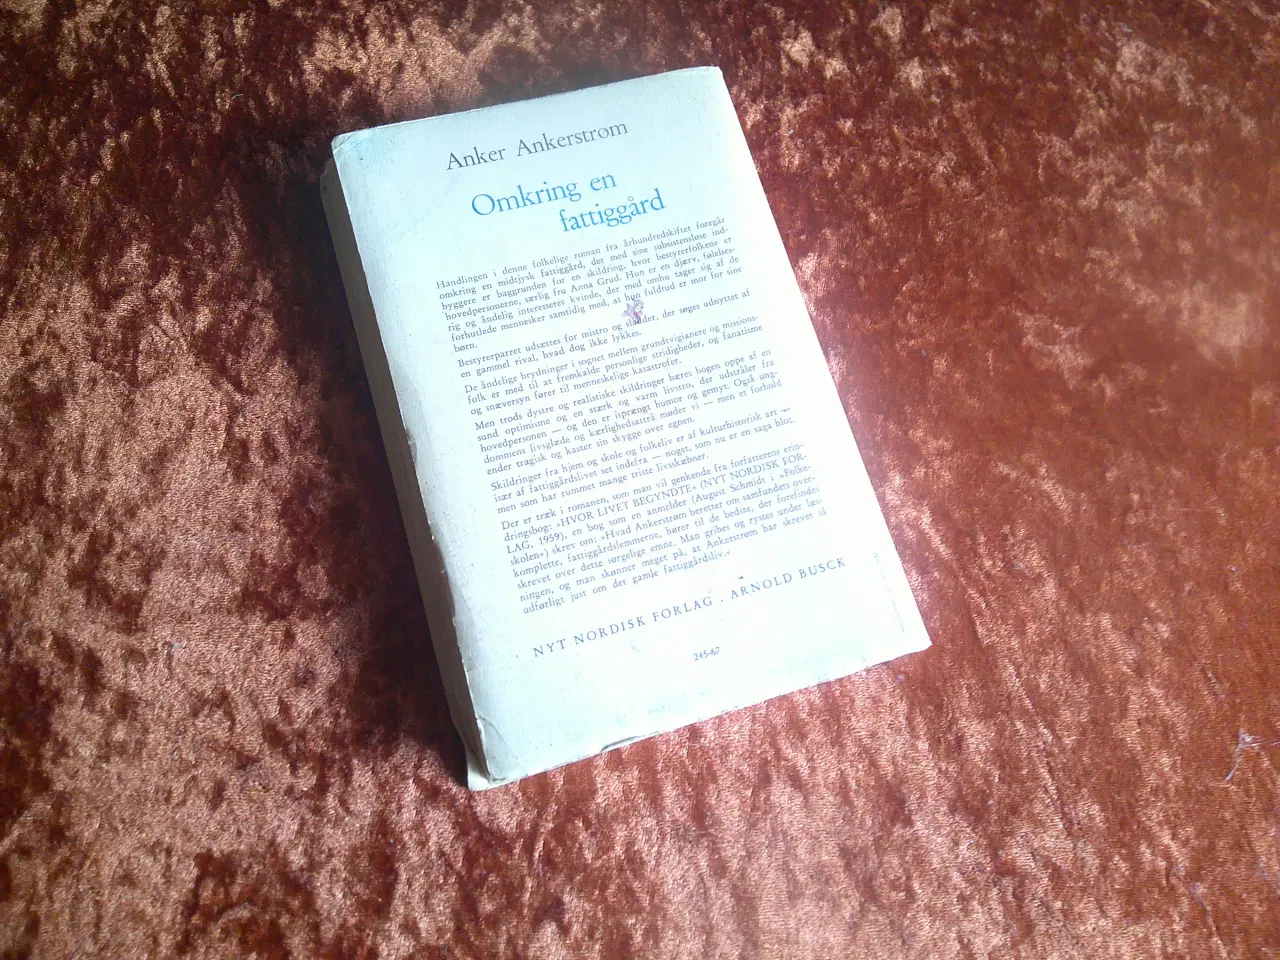 Anker Ankerstrøm
Omkring en
fattiggård
Handlingen i denne folkelige roman fra århundredskiftet foregår
omkring en midtjysk fattiggård, der med sine subsistensløse ind-
byggere er baggrunden for en skildring, hvor bestyrerfolkene er
hovedpersonerne, særlig fru Anna Grud. Hun er en djærv, følelses-
rig og åndelig interesseret kvinde, der med omhu tager sig af de
forhutlede mennesker samtidig med, at hun fuldtud er mor for sine
børn.
Bestyrerparret udsættes for mistro og sladder, der søges udnyttet af
en gammel rival, hvad dog ikke lykkes.
De åndelige brydninger i sognet mellem grundtvigianere og missions-
folk er med til at fremkalde personlige stridigheder, og fanatisme
og snæversyn fører til menneskelige katastrofer.
Men trods dystre og realistiske skildringer bæres bogen oppe af en
sund optimisme og en stærk og varm livstro, der udstråler fra
hovedpersonen — og den er isprængt humor og gemyt. Også ung-
dommens livsglæde og kærlighedsattrå møder vi — men et forhold
ender tragisk og kaster sin skygge over egnen.
Skildringer fra hjem og skole og folkeliv er af kulturhistorisk art —
især af fattiggårdslivet set indefra — noget, som nu er en saga blot,
men som har rummet mange triste livsskæbner.
Der er træk i romanen, som man vil genkende fra forfatterens erin-
dringsbog: »HVOR LIVET BEGYNDTE« (NYT NORDISK FOR-
LAG, 1959), en bog som en anmelder (August Schmidt i »Folke-
skolen«) skrev om: »Hvad Ankerstrøm beretter om samfundets over-
komplette, fattiggårdslemmerne, hører til de bedste, der forefindes
skrevet over dette sørgelige emne. Man gribes og rystes under læs-
ningen, og man skønner meget på, at Ankerstrøm har skrevet så
udførligt just om det gamle fattiggårdsliv.«
NYT NORDISK FORLAG . ARNOLD BUSCK
245-67